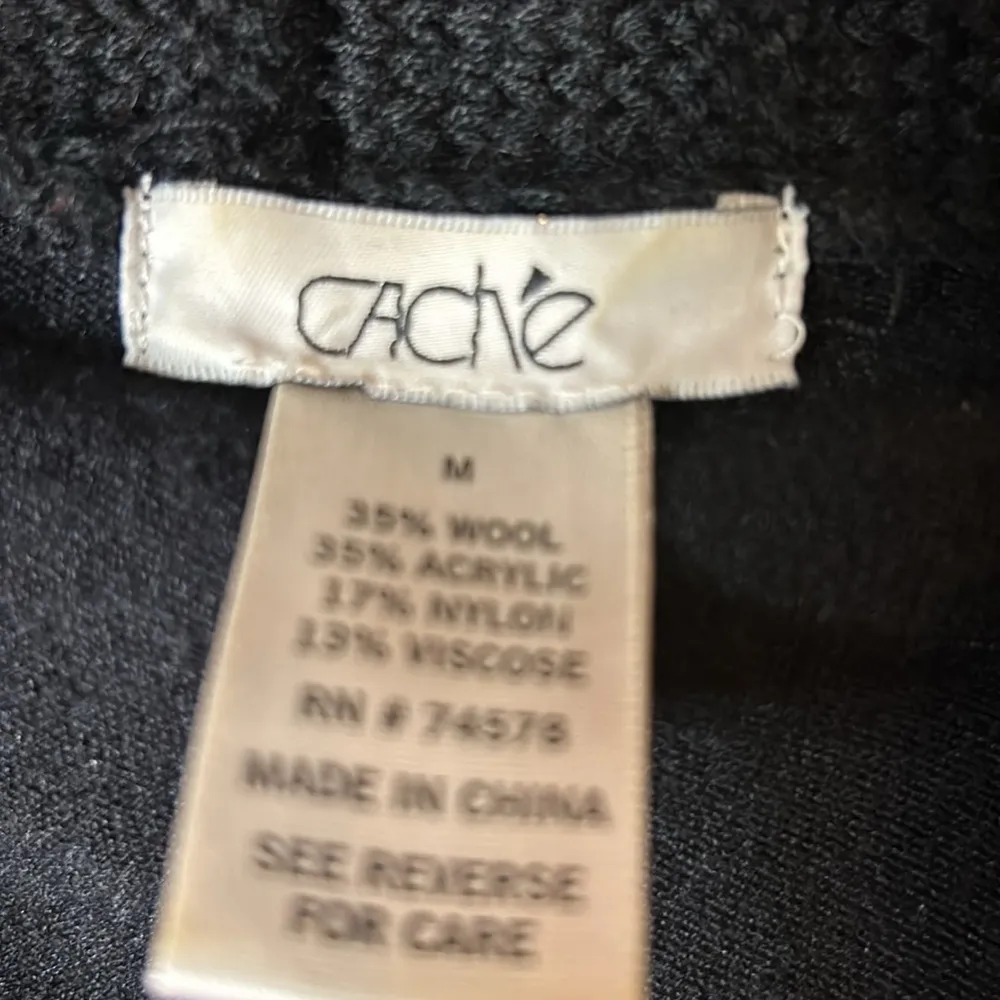 Caché
M
35% WOOL
35% ACRYLIC
17% NYLON
13% VISCOSE
RN # 74578
MADE IN CHINA
SEE REVERSE
FOR CARE